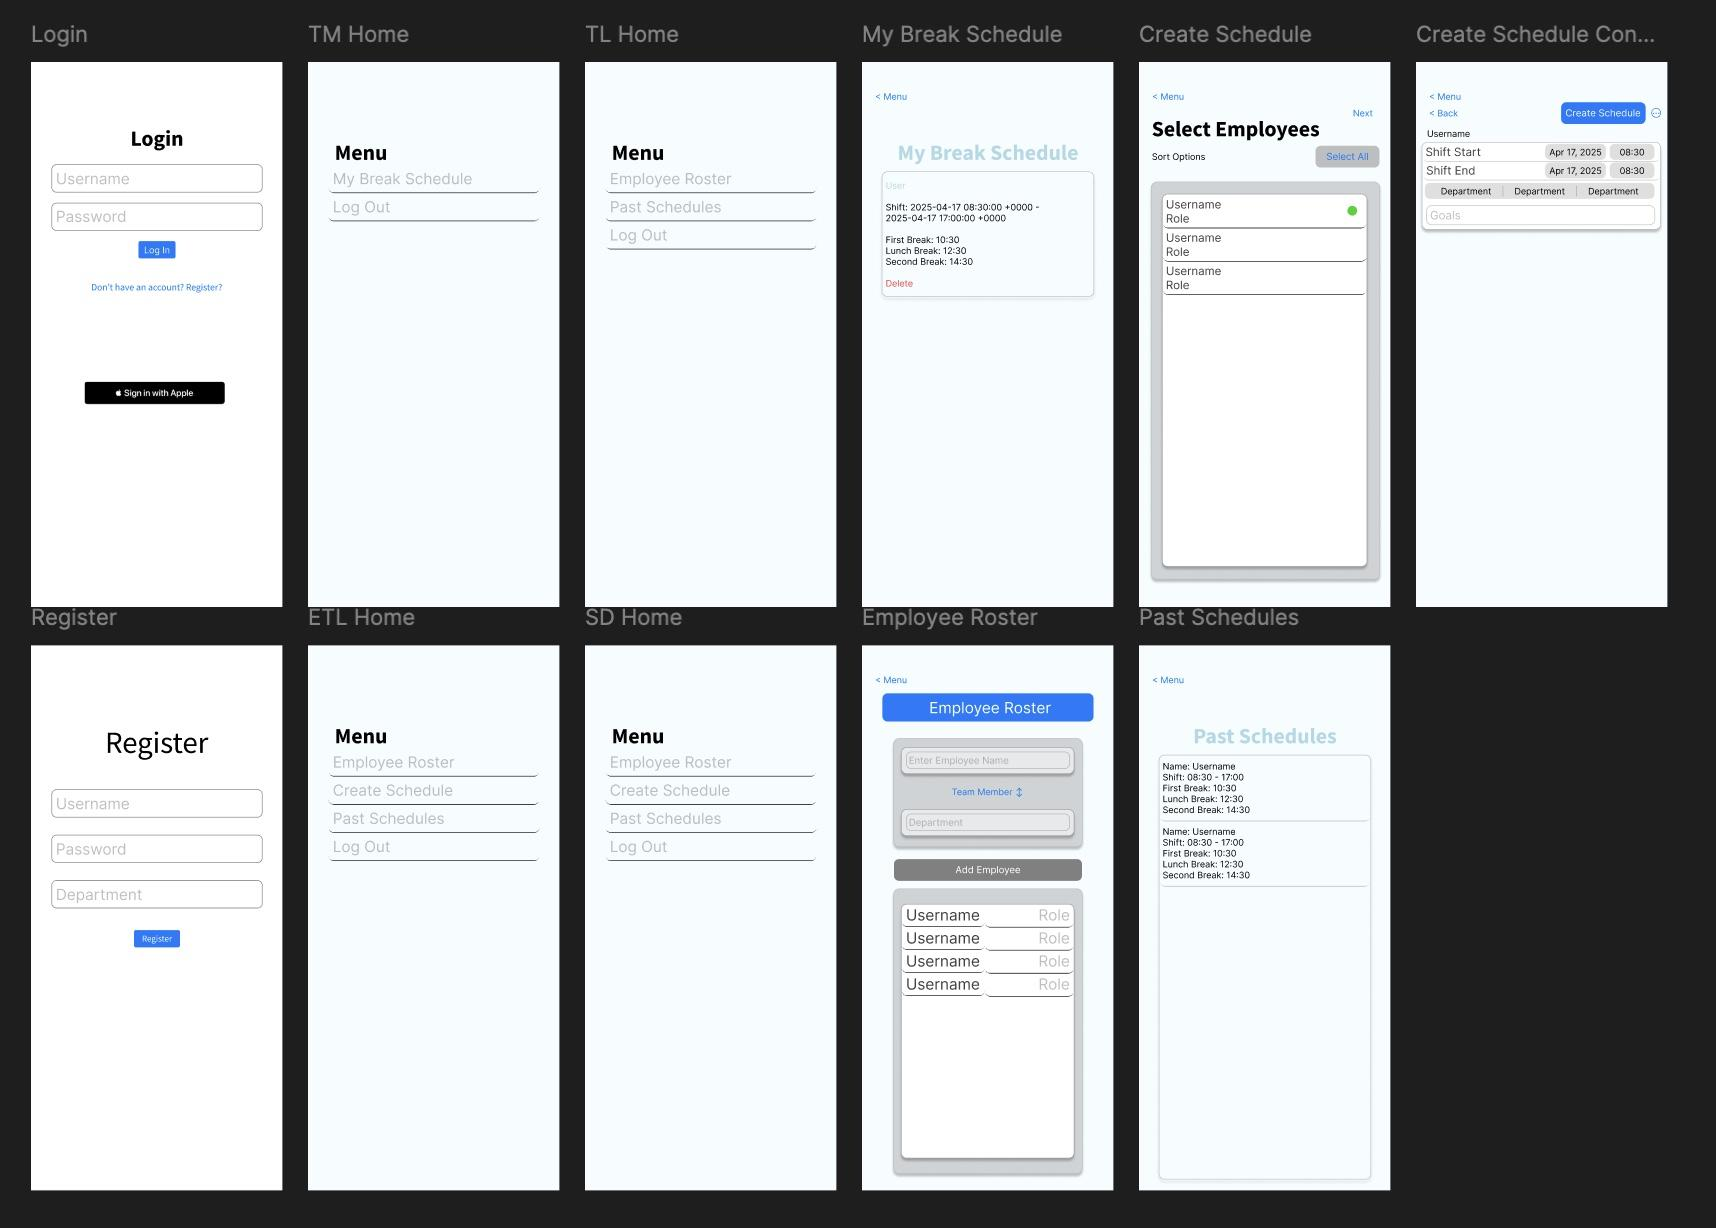 Login
Login
Username
Password
Log In
Don't have an account? Register?
Sign in with Apple
TM Home
Menu
My Break Schedule
Log Out
TL Home
Menu
Employee Roster
Past Schedules
Log Out
My Break Schedule
< Menu
My Break Schedule
User
Shift: 2025-04-17 08:30:00 +0000 -
2025-04-17 17:00:00 +0000
First Break: 10:30
Lunch Break: 12:30
Second Break: 14:30
Delete
Create Schedule
< Menu
Next
Select Employees
Sort Options
Select All
Username
Role
Username
Role
Username
Role
Create Schedule Con...
< Menu
< Back
Create Schedule
Username
Shift Start Apr 17, 2025 08:30
Shift End Apr 17, 2025 08:30
Department Department Department
Goals
Register
Register
Username
Password
Department
Register
ETL Home
Menu
Employee Roster
Create Schedule
Past Schedules
Log Out
SD Home
Menu
Employee Roster
Create Schedule
Past Schedules
Log Out
Employee Roster
< Menu
Employee Roster
Enter Employee Name
Team Member
Department
Add Employee
Username Role
Username Role
Username Role
Username Role
Past Schedules
< Menu
Past Schedules
Name: Username
Shift: 08:30 - 17:00
First Break: 10:30
Lunch Break: 12:30
Second Break: 14:30
Name: Username
Shift: 08:30 - 17:00
First Break: 10:30
Lunch Break: 12:30
Second Break: 14:30